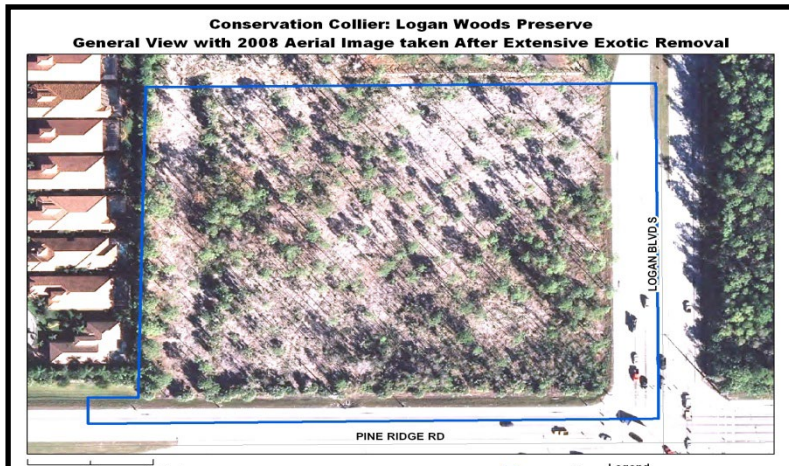 Conservation Collier: Logan Woods Preserve
General View with 2008 Aerial Image taken After Extensive Exotic Removal
LOGAN BLVD S
PINE RIDGE RD
Legend